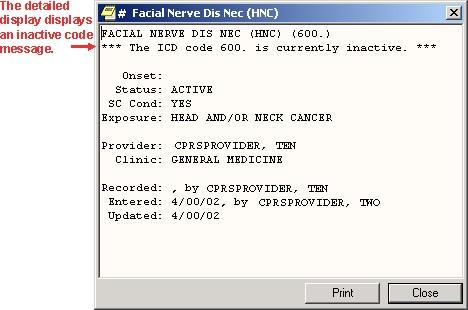 The detailed
display displays
an inactive code
message.
# Facial Nerve Dis Nec (HNC)
FACIAL NERVE DIS NEC (HNC) (600.)
*** The ICD code 600. is currently inactive. ***
Onset:
Status: ACTIVE
SC Cond: YES
Exposure: HEAD AND/OR NECK CANCER
Provider: CPRSPROVIDER, TEN
Clinic: GENERAL MEDICINE
Recorded: , by CPRSPROVIDER, TEN
Entered: 4/00/02, by CPRSPROVIDER, TWO
Updated: 4/00/02
Print Close